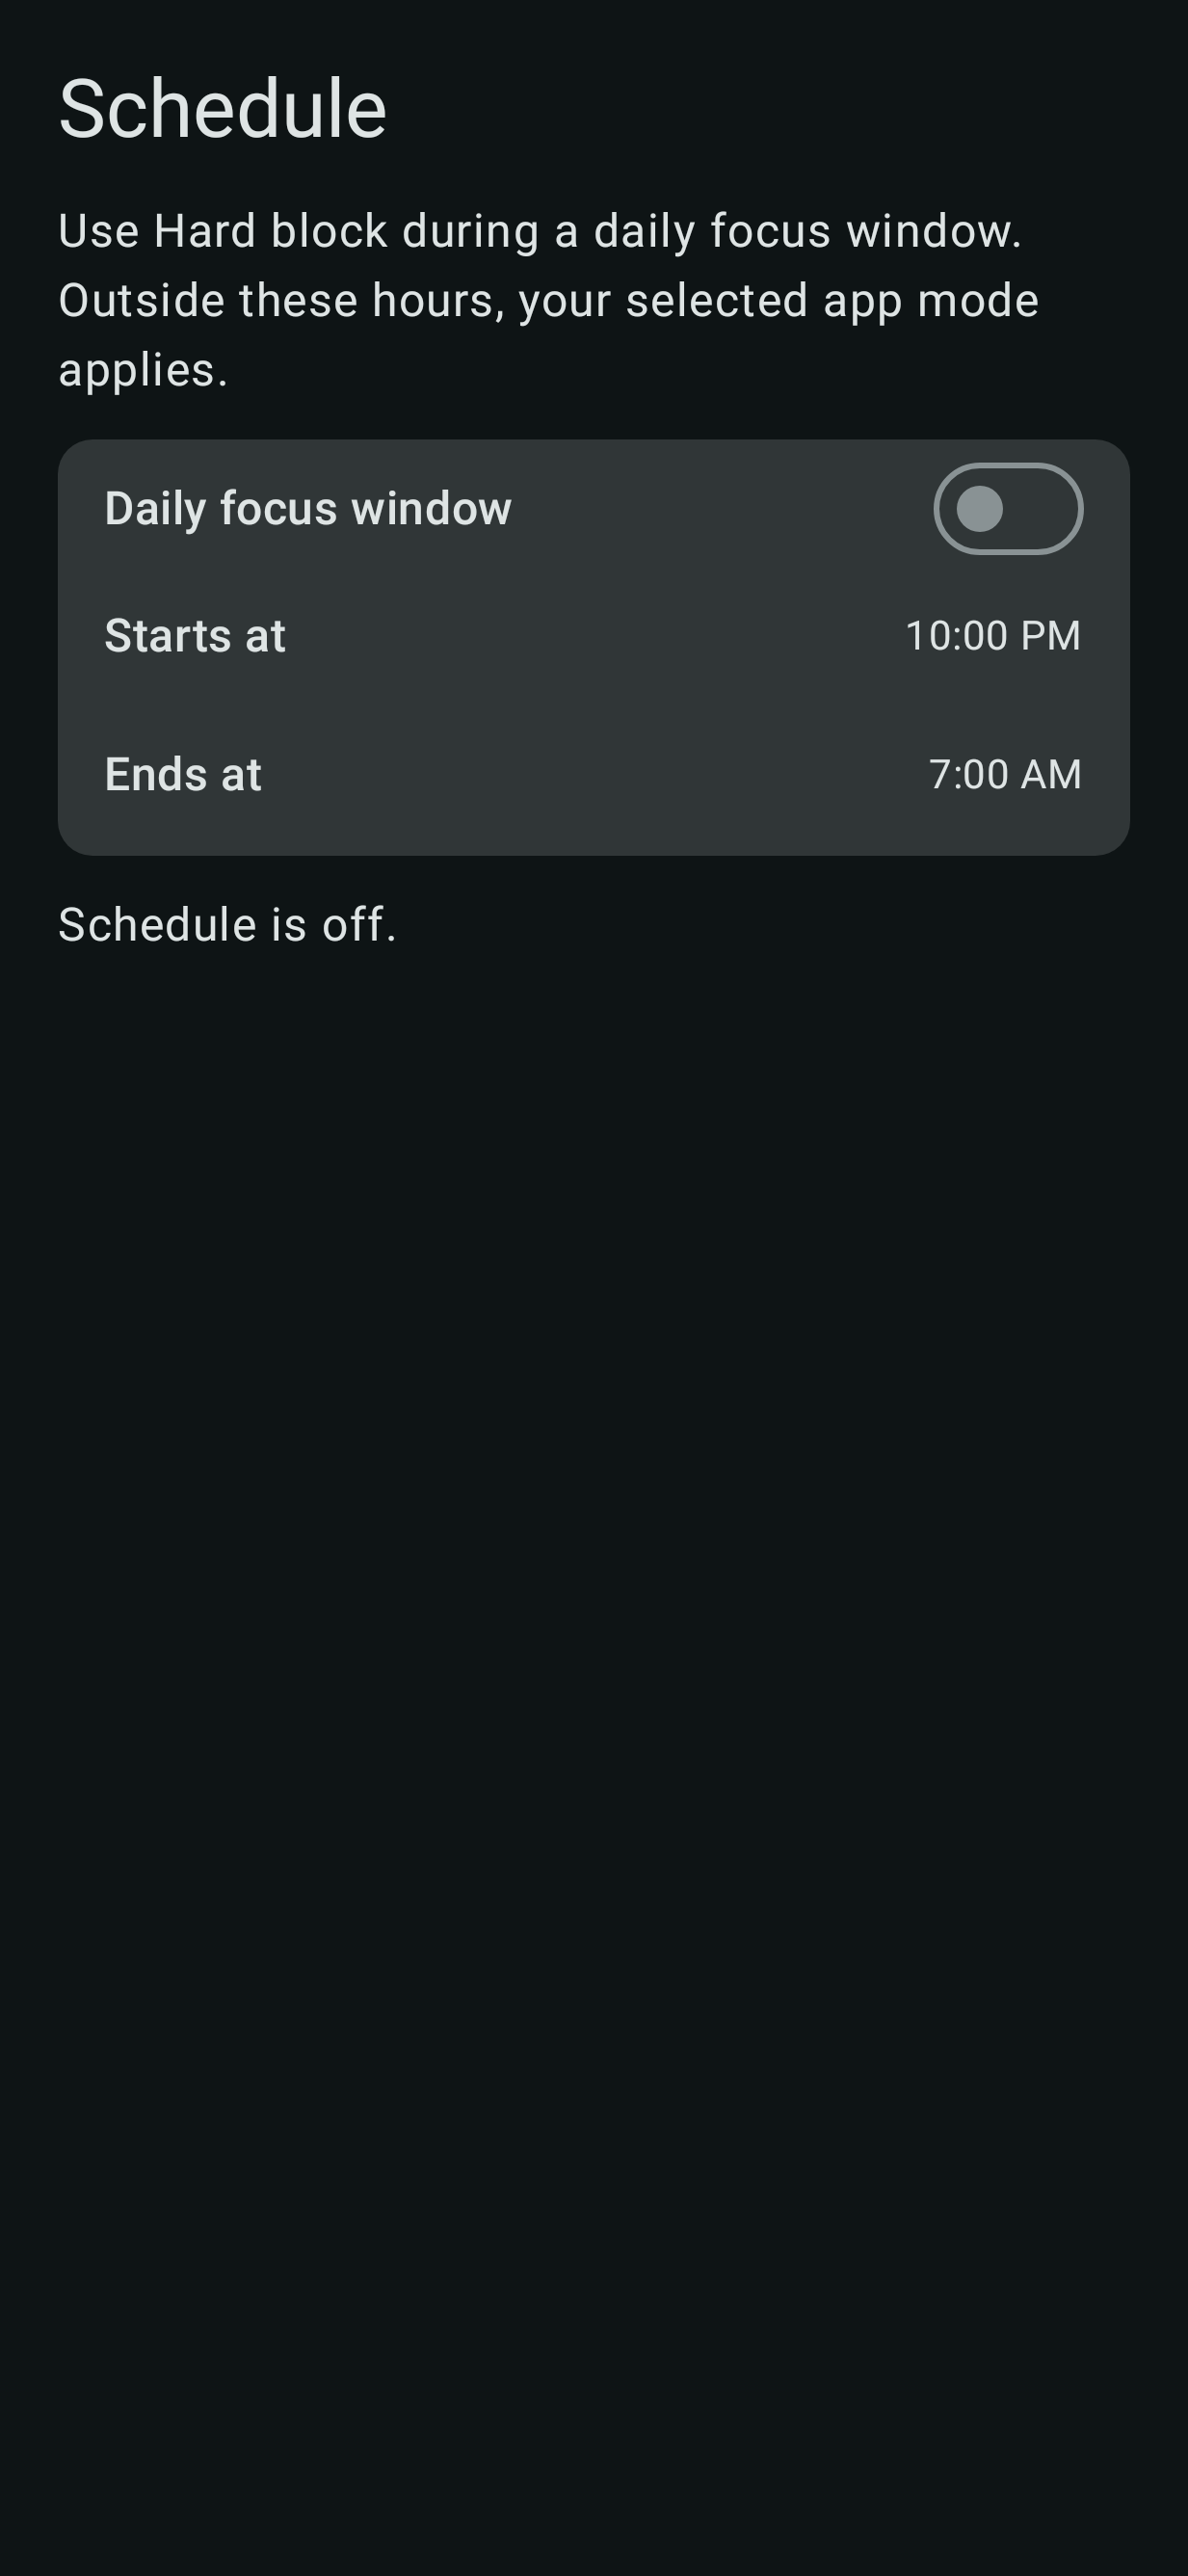 Schedule
Use Hard block during a daily focus window.
Outside these hours, your selected app mode
applies.
Daily focus window
Starts at 10:00 PM
Ends at 7:00 AM
Schedule is off.